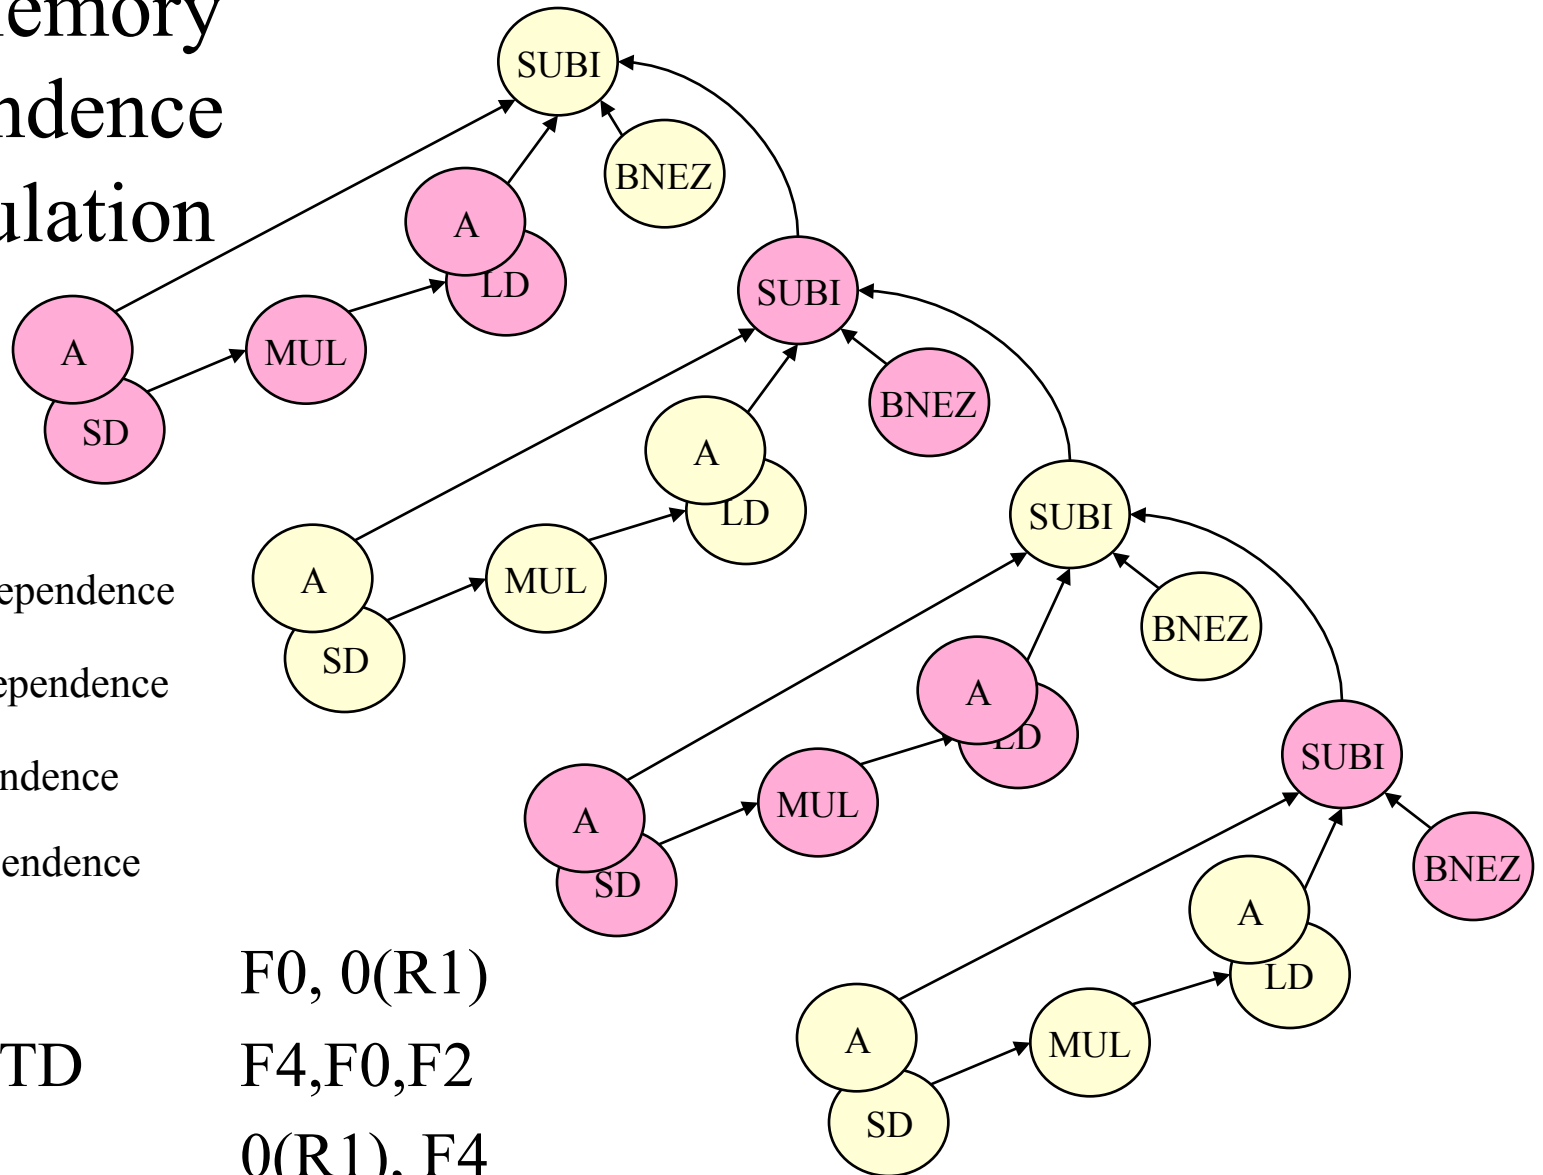 emory
ndence
ulation
SUBI
BNEZ
A
LD
SUBI
A
MUL
SD
BNEZ
A
LD
SUBI
A
MUL
SD
BNEZ
A
LD
SUBI
A
MUL
SD
BNEZ
A
LD
A
MUL
SD
ependence
ependence
ndence
endence
F0, 0(R1)
TD F4,F0,F2
0(R1), F4